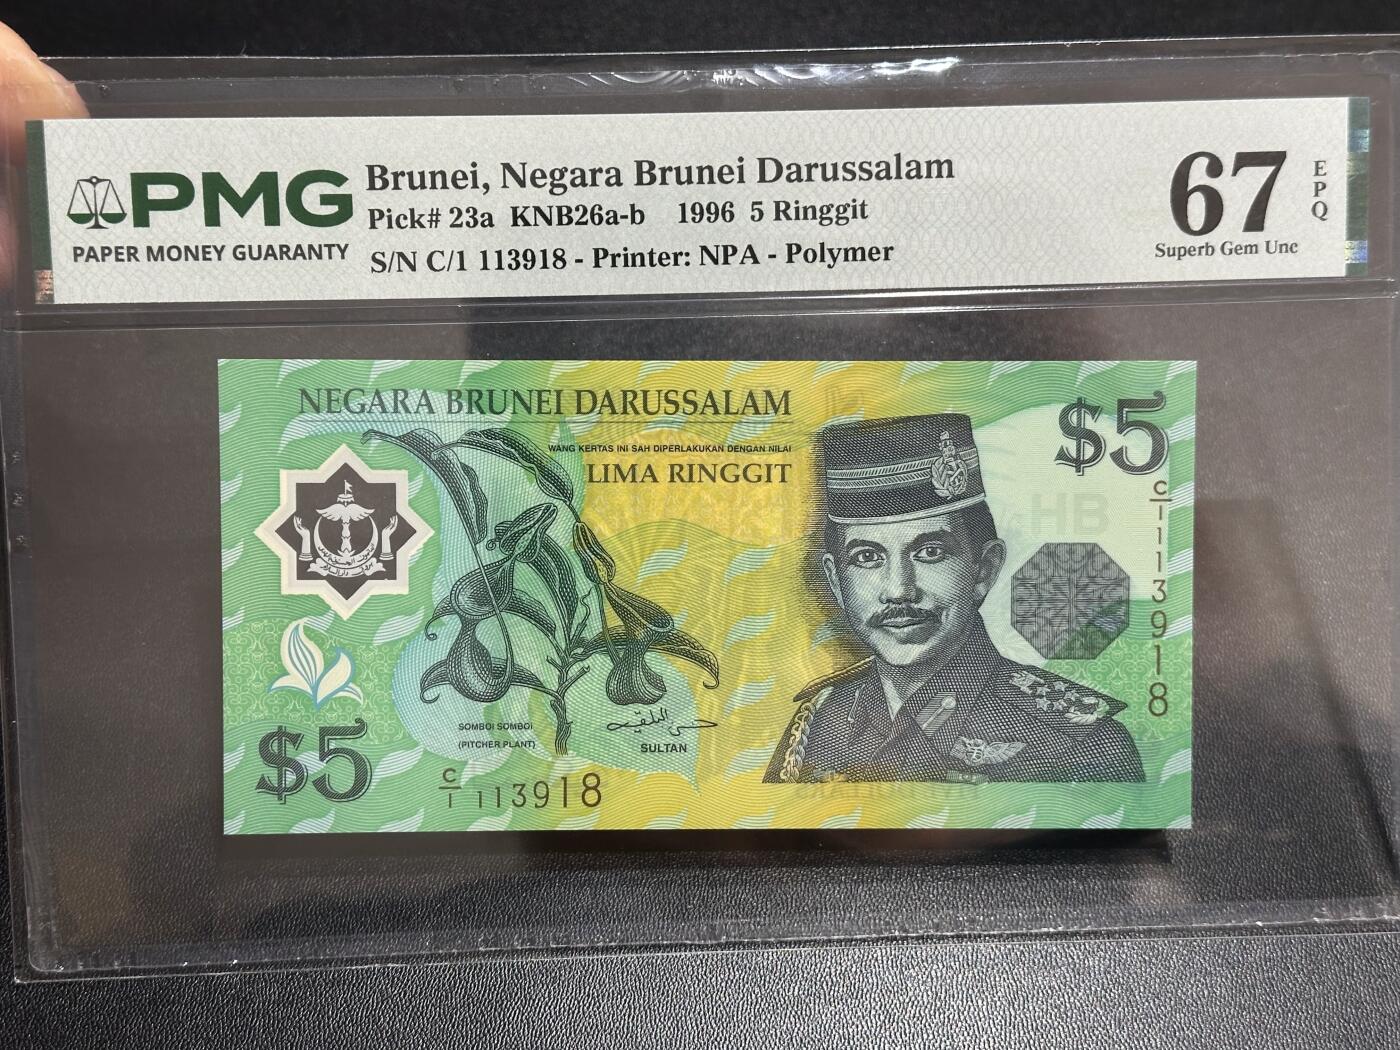 PMG
PAPER MONEY GUARANTY
Brunei, Negara Brunei Darussalam
Pick# 23a KNB26a-b 1996 5 Ringgit
S/N C/1 113918 - Printer: NPA - Polymer
67
EPQ
Superb Gem Unc
NEGARA BRUNEI DARUSSALAM
WANG KERTAS INI SAH DIPERLAKUKAN DENGAN NILAI
LIMA RINGGIT
$5
HB
C/1 113918
SOMBOI SOMBOI
(PITCHER PLANT)
SULTAN
$5
C/1 113918